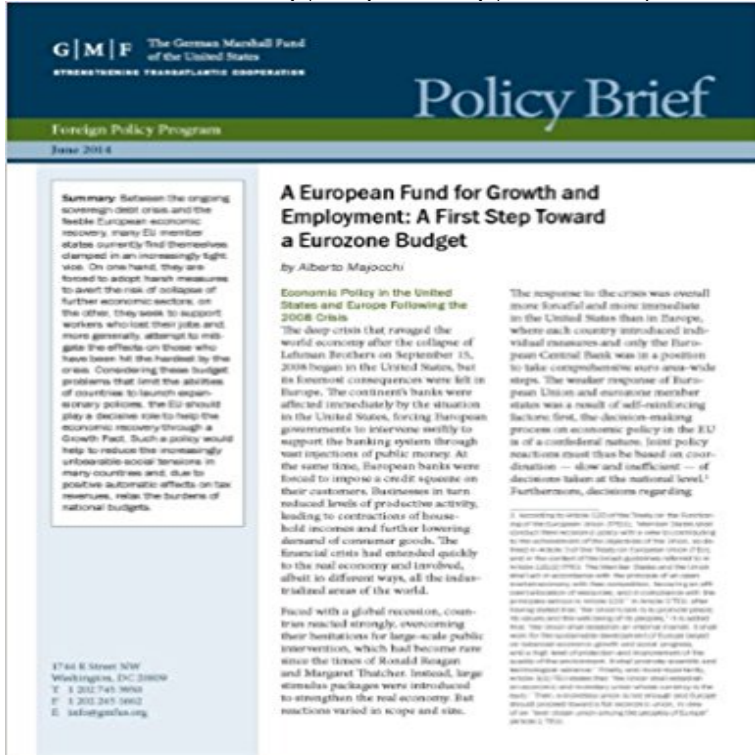 G|M|F The German Marshall Fund
of the United States
STRENGTHENING TRANSATLANTIC COOPERATION
Policy Brief
Foreign Policy Program
June 2014
Summary: Between the ongoing
sovereign debt crisis and the
feeble European economic
recovery, many EU member
states currently find themselves
clamped in an increasingly tight
vice. On one hand, they are
forced to adopt harsh measures
to avert the risk of collapse of
further economic sectors; on
the other, they seek to support
workers who lost their jobs and,
more generally, attempt to miti-
gate the effects on those who
have been hit the hardest by the
crisis. Considering these budget
problems that limit the abilities
of countries to launch expan-
sionary policies, the EU should
play a decisive role to help the
economic recovery through a
Growth Pact. Such a policy would
help to reduce the increasingly
unbearable social tensions in
many countries and, due to
positive automatic effects on tax
revenues, relax the burdens of
national budgets.
1744 R Street NW
Washington, DC 20009
T 1 202 745 3950
F 1 202 265 1662
E info@gmfus.org
A European Fund for Growth and
Employment: A First Step Toward
a Eurozone Budget
by Alberto Majocchi
Economic Policy in the United
States and Europe Following the
2008 Crisis
The deep crisis that ravaged the
world economy after the collapse of
Lehman Brothers on September 15,
2008 began in the United States, but
its foremost consequences were felt in
Europe. The continent's banks were
affected immediately by the situation
in the United States, forcing European
governments to intervene swiftly to
support the banking system through
vast injections of public money. At
the same time, European banks were
forced to impose a credit squeeze on
their customers. Businesses in turn
reduced levels of productive activity,
leading to contractions of house-
hold incomes and further lowering
demand of consumer goods. The
financial crisis had extended quickly
to the real economy and involved,
albeit in different ways, all the indus-
trialized areas of the world.
Faced with a global recession, coun-
tries reacted strongly, overcoming
their hesitations for large-scale public
intervention, which had become rare
since the times of Ronald Reagan
and Margaret Thatcher. Instead, large
stimulus packages were introduced
to strengthen the real economy. But
reactions varied in scope and size.
The response to the crisis was overall
more forceful and more immediate
in the United States than in Europe,
where each country introduced indi-
vidual measures and only the Euro-
pean Central Bank was in a position
to take comprehensive euro area-wide
steps. The weaker response of Euro-
pean Union and eurozone member
states was a result of self-reinforcing
factors: first, the decision-making
process on economic policy in the EU
is of a confederal nature. Joint policy
reactions must thus be based on coor-
dination — slow and inefficient — of
decisions taken at the national level.¹
Furthermore, decisions regarding